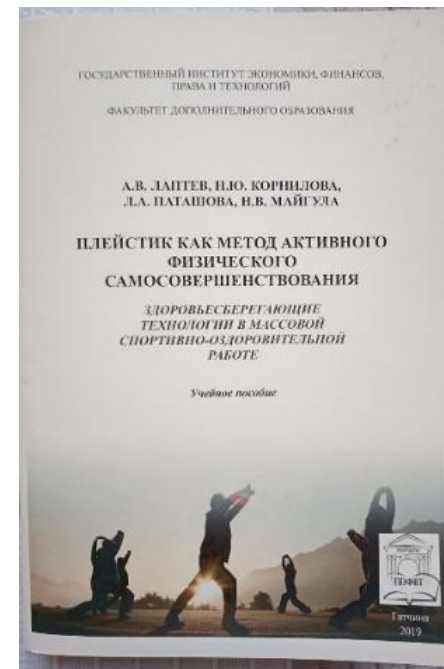 ГОСУДАРСТВЕННЫЙ ИНСТИТУТ ЭКОНОМИКИ, ФИНАНСОВ,
ПРАВА И ТЕХНОЛОГИЙ
ФАКУЛЬТЕТ ДОПОЛНИТЕЛЬНОГО ОБРАЗОВАНИЯ
А.В. ЛАПТЕВ, Н.Ю. КОРНИЛОВА,
Л.А. ПАТАШОВА, Н.В. МАЙГУЛА
ПЛЕЙСТИК КАК МЕТОД АКТИВНОГО
ФИЗИЧЕСКОГО
САМОСОВЕРШЕНСТВОВАНИЯ
ЗДОРОВЬЕСБЕРЕГАЮЩИЕ
ТЕХНОЛОГИИ В МАССОВОЙ
СПОРТИВНО-ОЗДОРОВИТЕЛЬНОЙ
РАБОТЕ
Учебное пособие
Гатчина
2019